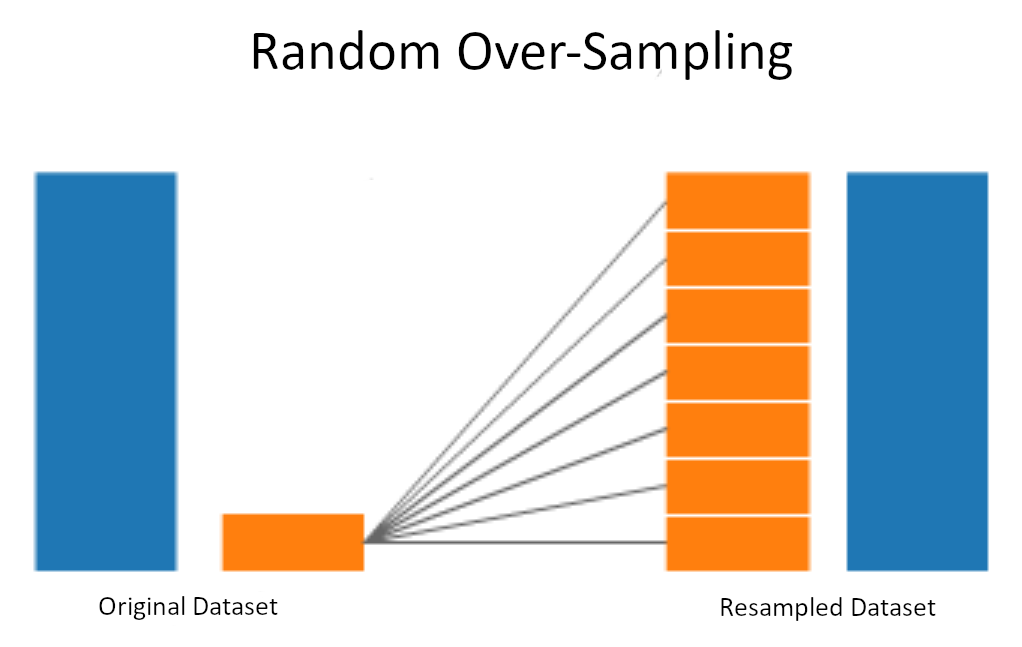 Random Over-Sampling
Original Dataset
Resampled Dataset